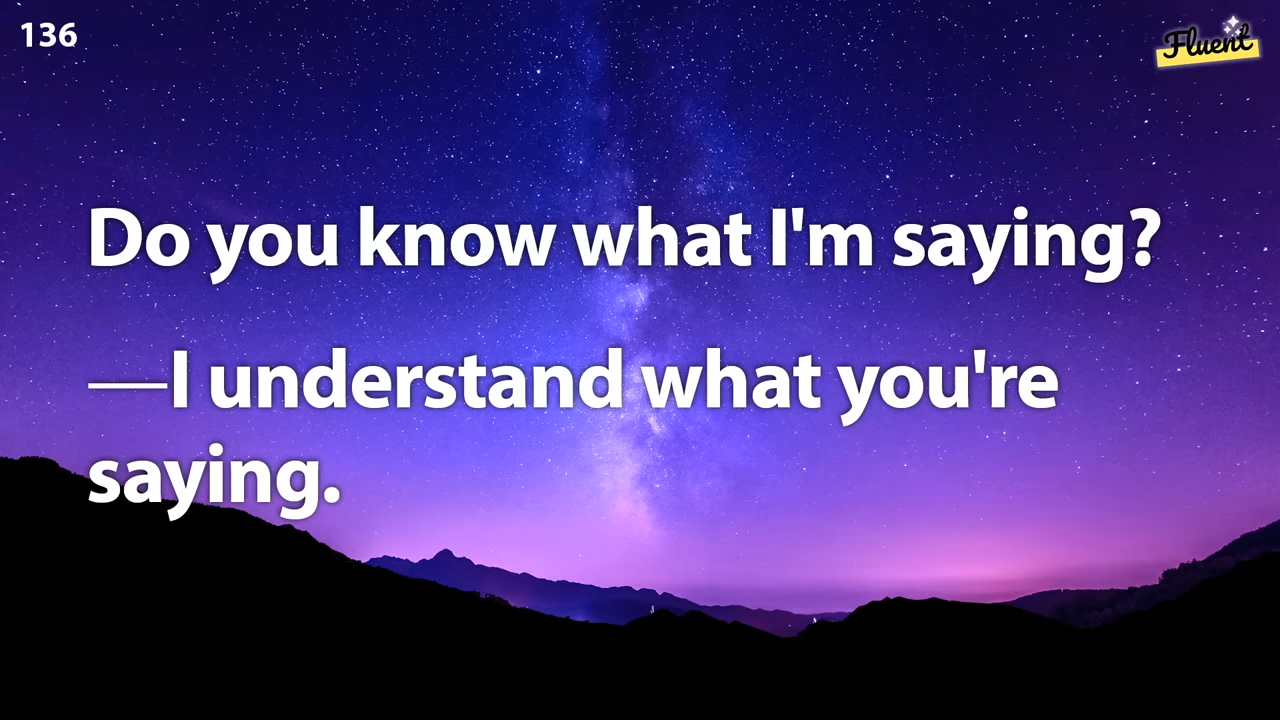 136
Fluent
Do you know what I'm saying?
—I understand what you're
saying.